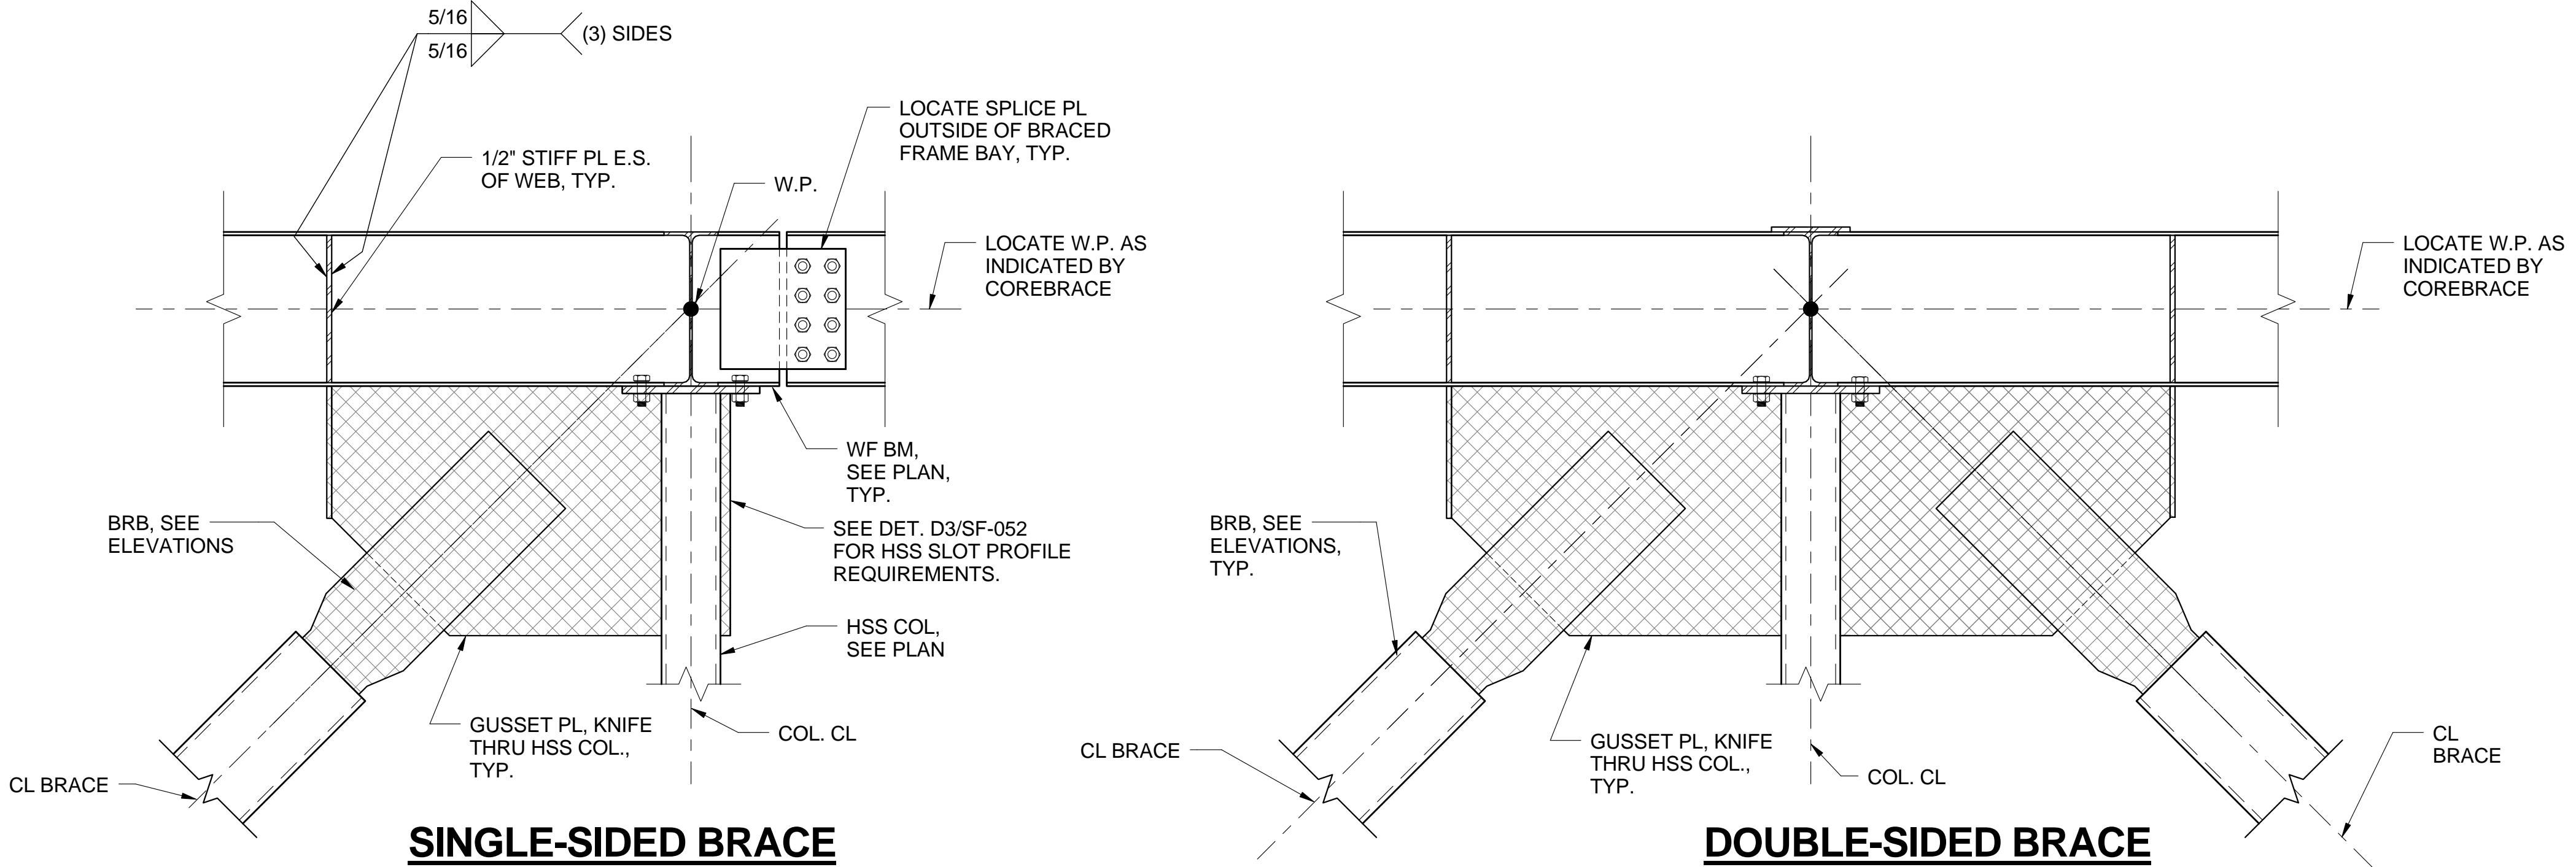 5/16
5/16
(3) SIDES
1/2" STIFF PL E.S.
OF WEB, TYP.
W.P.
LOCATE SPLICE PL
OUTSIDE OF BRACED
FRAME BAY, TYP.
LOCATE W.P. AS
INDICATED BY
COREBRACE
WF BM,
SEE PLAN,
TYP.
SEE DET. D3/SF-052
FOR HSS SLOT PROFILE
REQUIREMENTS.
HSS COL,
SEE PLAN
BRB, SEE
ELEVATIONS
GUSSET PL, KNIFE
THRU HSS COL.,
TYP.
COL. CL
CL BRACE
SINGLE-SIDED BRACE
LOCATE W.P. AS
INDICATED BY
COREBRACE
BRB, SEE
ELEVATIONS,
TYP.
CL BRACE
GUSSET PL, KNIFE
THRU HSS COL.,
TYP.
COL. CL
CL
BRACE
DOUBLE-SIDED BRACE